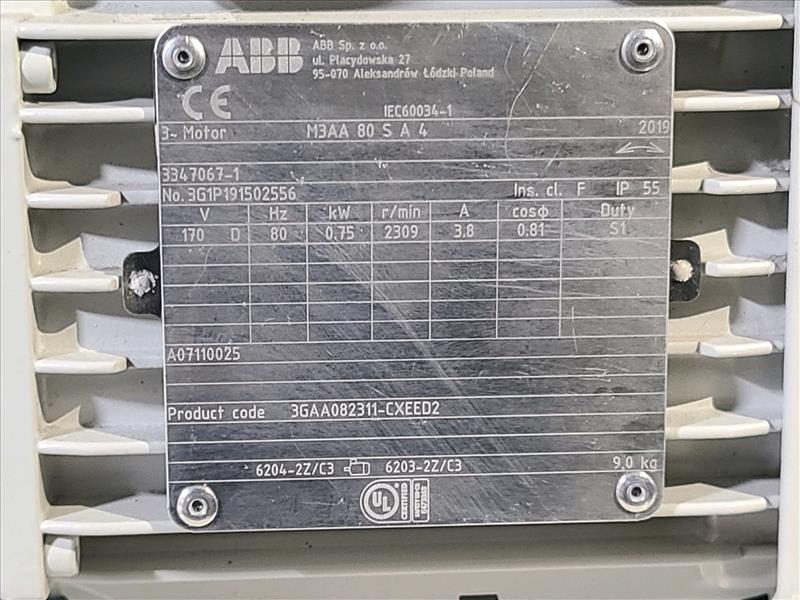 ABB
ABB Sp. z o.o.
ul. Placydowska 27
95-070 Aleksandrów Łódzki Poland
CE
IEC60034-1
3~ Motor M3AA 80 S A 4 2019
3347067-1
No. 3G1P191502556 Ins. cl. F IP 55
V Hz kW r/min A cosφ Duty
170 D 80 0.75 2309 3.8 0.81 S1
A07110025
Product code 3GAA082311-CXEED2
6204-2Z/C3 6203-2Z/C3 9.0 kg
UL
CERTIFIED